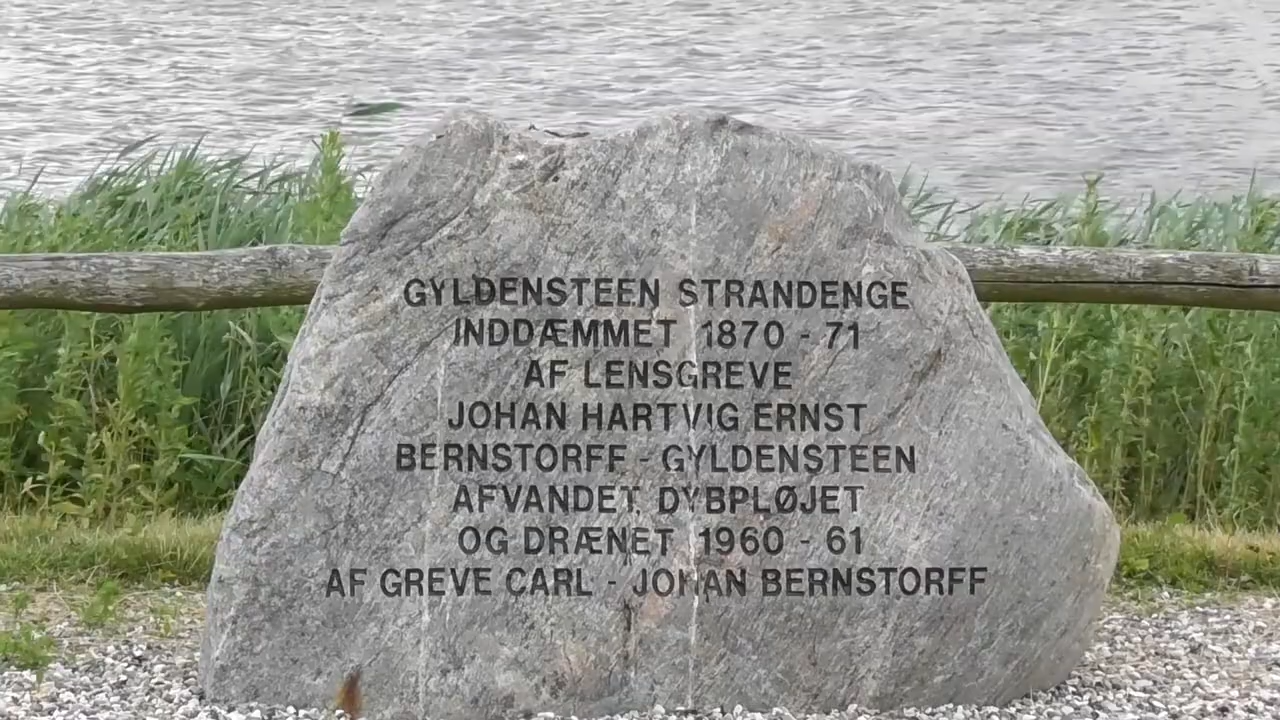 GYLDENSTEEN STRANDENGE
INDDÆMMET 1870 - 71
AF LENSGREVE
JOHAN HARTVIG ERNST
BERNSTORFF - GYLDENSTEEN
AFVANDET, DYBPLØJET
OG DRÆNET 1960 - 61
AF GREVE CARL - JOHAN BERNSTORFF